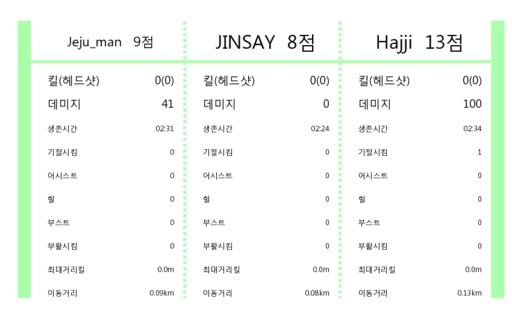 Jeju_man 9점 JINSAY 8점 Hajji 13점
킬(헤드샷) 0(0) 킬(헤드샷) 0(0) 킬(헤드샷) 0(0)
데미지 41 데미지 0 데미지 100
생존시간 02:31 생존시간 02:24 생존시간 02:34
기절시킴 0 기절시킴 0 기절시킴 1
어시스트 0 어시스트 0 어시스트 0
힐 0 힐 0 힐 0
부스트 0 부스트 0 부스트 0
부활시킴 0 부활시킴 0 부활시킴 0
최대거리킬 0.0m 최대거리킬 0.0m 최대거리킬 0.0m
이동거리 0.09km 이동거리 0.08km 이동거리 0.13km